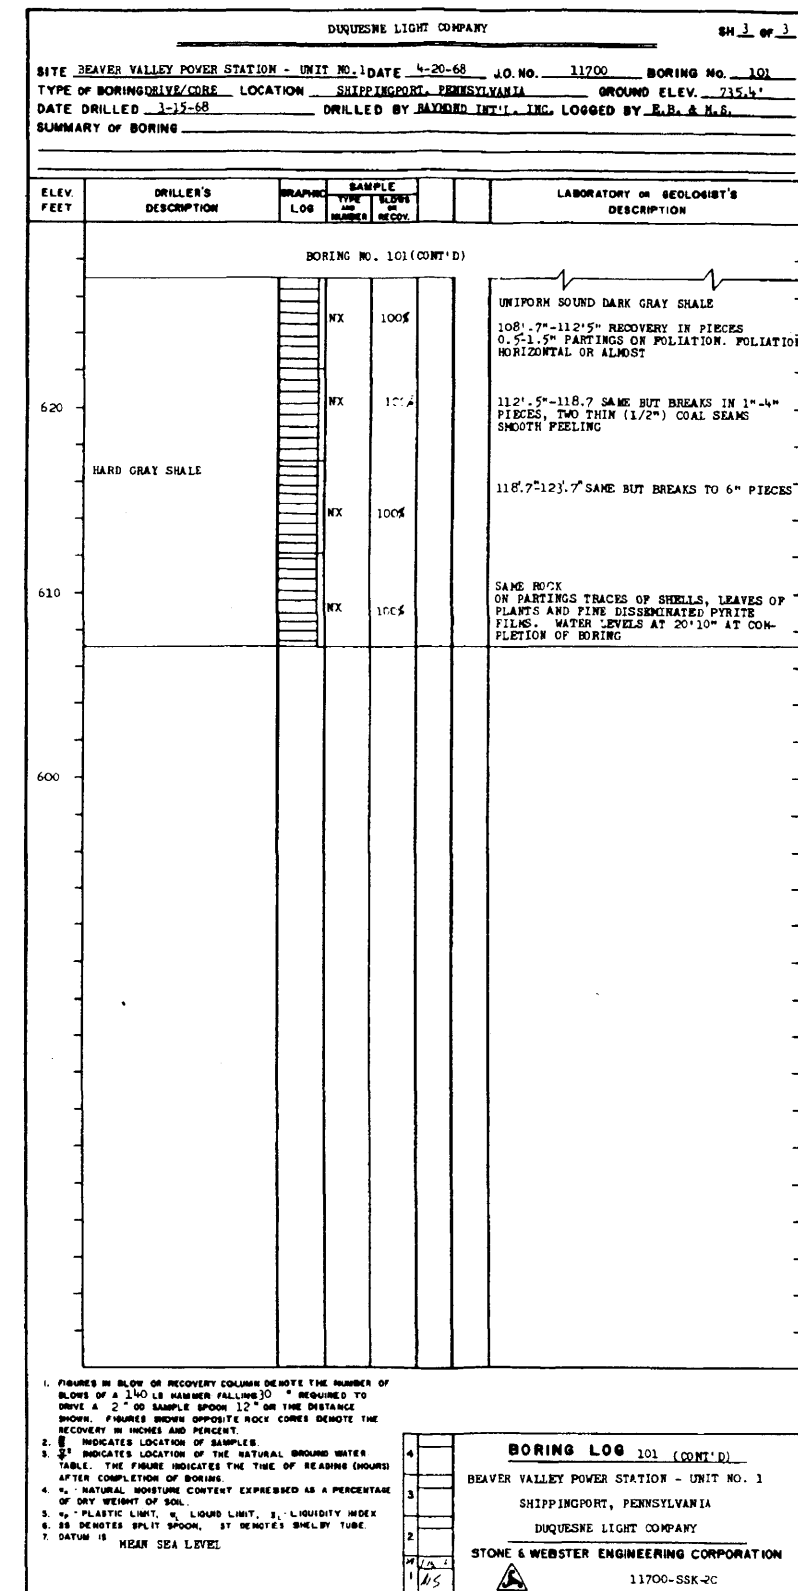 DUQUESNE LIGHT COMPANY
SH 3 OF 3
SITE BEAVER VALLEY POWER STATION - UNIT NO.1 DATE 4-20-68 J.O. NO. 11700 BORING NO. 101
TYPE OF BORING DRIVE/CORE LOCATION SHIPPINGPORT, PENNSYLVANIA GROUND ELEV. 735.4'
DATE DRILLED 3-15-68 DRILLED BY RAYMOND INT'L. INC. LOGGED BY E.B. & M.S.
SUMMARY OF BORING
ELEV. FEET
DRILLER'S DESCRIPTION
GRAPHIC LOG
SAMPLE
TYPE AND NUMBER
BLOWS OR RECOV.
LABORATORY OR GEOLOGIST'S DESCRIPTION
BORING NO. 101(CONT'D)
UNIFORM SOUND DARK GRAY SHALE
NX 100%
108'.7"-112'5" RECOVERY IN PIECES
0.5-1.5" PARTINGS ON FOLIATION. FOLIATIO
HORIZONTAL OR ALMOST
620
NX 100%
112'.5"-118.7 SAME BUT BREAKS IN 1"-4"
PIECES, TWO THIN (1/2") COAL SEAMS
SMOOTH FEELING
HARD GRAY SHALE
118'.7"-123'.7" SAME BUT BREAKS TO 6" PIECES
NX 100%
610
NX 100%
SAME ROCK
ON PARTINGS TRACES OF SHELLS, LEAVES OF
PLANTS AND FINE DISSEMINATED PYRITE
FILMS. WATER LEVELS AT 20'10" AT COM-
PLETION OF BORING
600
1. FIGURES IN BLOW OR RECOVERY COLUMN DENOTE THE NUMBER OF
BLOWS OF A 140 LB HAMMER FALLING 30 " REQUIRED TO
DRIVE A 2 " OD SAMPLE SPOON 12 " OR THE DISTANCE
SHOWN. FIGURES SHOWN OPPOSITE ROCK CORES DENOTE THE
RECOVERY IN INCHES AND PERCENT.
2. INDICATES LOCATION OF SAMPLES.
3. INDICATES LOCATION OF THE NATURAL GROUND WATER
TABLE. THE FIGURE INDICATES THE TIME OF READING (HOURS)
AFTER COMPLETION OF BORING.
4. wn - NATURAL MOISTURE CONTENT EXPRESSED AS A PERCENTAGE
OF DRY WEIGHT OF SOIL.
5. wp - PLASTIC LIMIT, wL LIQUID LIMIT, IL - LIQUIDITY INDEX
6. SS DENOTES SPLIT SPOON, ST DENOTES SHELBY TUBE.
7. DATUM IS MEAN SEA LEVEL
4
3
2
1
BORING LOG 101 (CONT'D)
BEAVER VALLEY POWER STATION - UNIT NO. 1
SHIPPINGPORT, PENNSYLVANIA
DUQUESNE LIGHT COMPANY
STONE & WEBSTER ENGINEERING CORPORATION
11700-SSK-2C